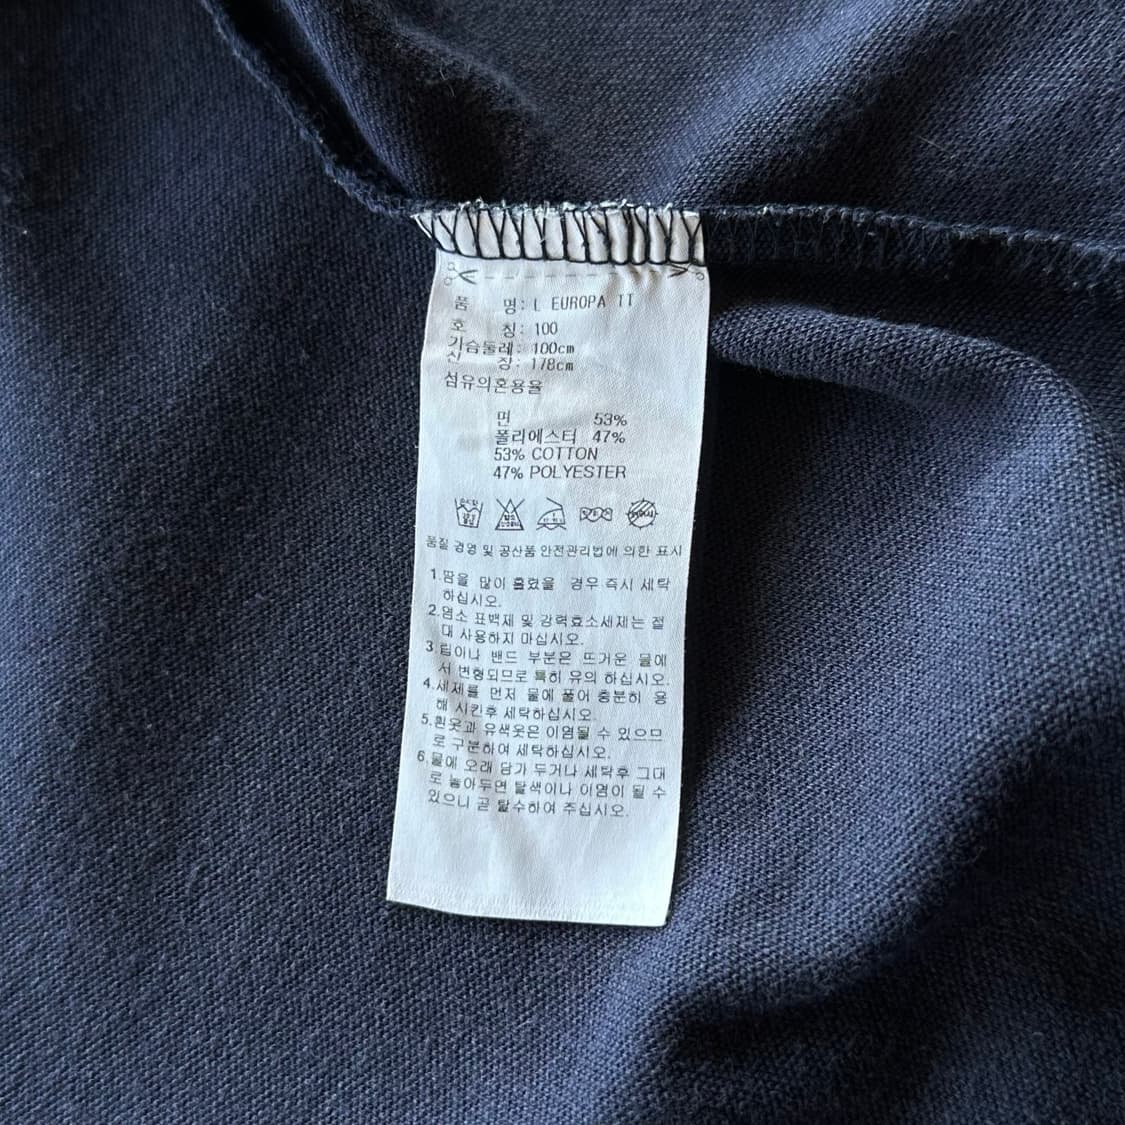 품 명: L EUROPA TT
호 칭: 100
가슴둘레: 100cm
신 장: 178cm
섬유의혼용율
면 53%
폴리에스터 47%
53% COTTON
47% POLYESTER
품질 경영 및 공산품 안전관리법에 의한 표시
1.땀을 많이 흘렸을 경우 즉시 세탁
하십시오.
2.염소 표백제 및 강력효소세제는 절
대 사용하지 마십시오.
3.립이나 밴드 부분은 뜨거운 물에
서 변형되므로 특히 유의 하십시오.
4.세제를 먼저 물에 풀어 충분히 용
해 시킨후 세탁하십시오.
5.흰옷과 유색옷은 이염될 수 있으므
로 구분하여 세탁하십시오.
6.물에 오래 담가 두거나 세탁후 그대
로 놓아두면 탈색이나 이염이 될 수
있으니 곧 탈수하여 주십시오.